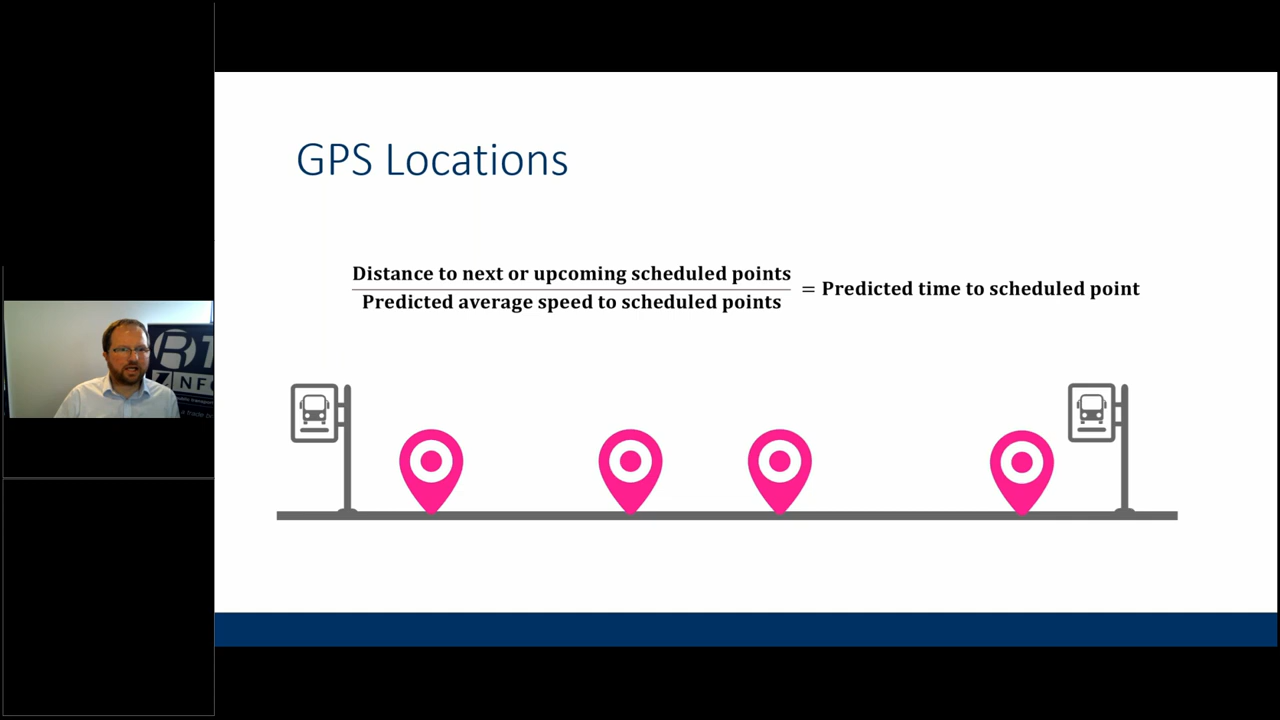 GPS Locations
Distance to next or upcoming scheduled points
Predicted average speed to scheduled points
= Predicted time to scheduled point